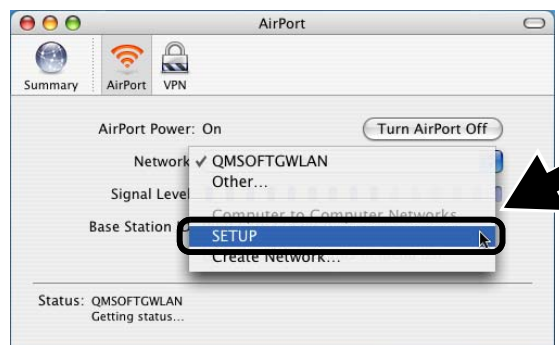 AirPort
Summary AirPort VPN
AirPort Power: On Turn AirPort Off
Network ✓ QMSOFTGWLAN
Other...
Signal Level
Computer to Computer Networks
Base Station ID
SETUP
Create Network...
Status: QMSOFTGWLAN
Getting status...